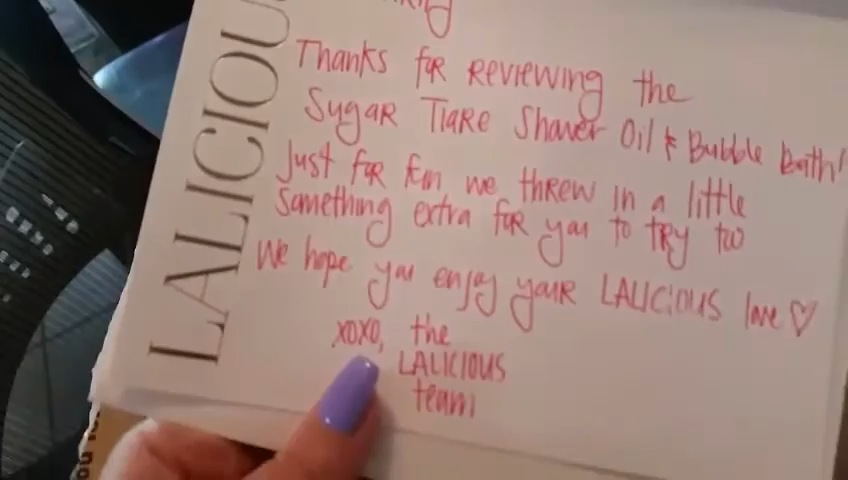 LALICIOU
Thanks for reviewing the
Sugar Tiare Shower Oil & Bubble Bath!
Just for fun we threw in a little
something extra for you to try too
We hope you enjoy your LALICIOUS love ♡
xoxo, the
LALICIOUS
team